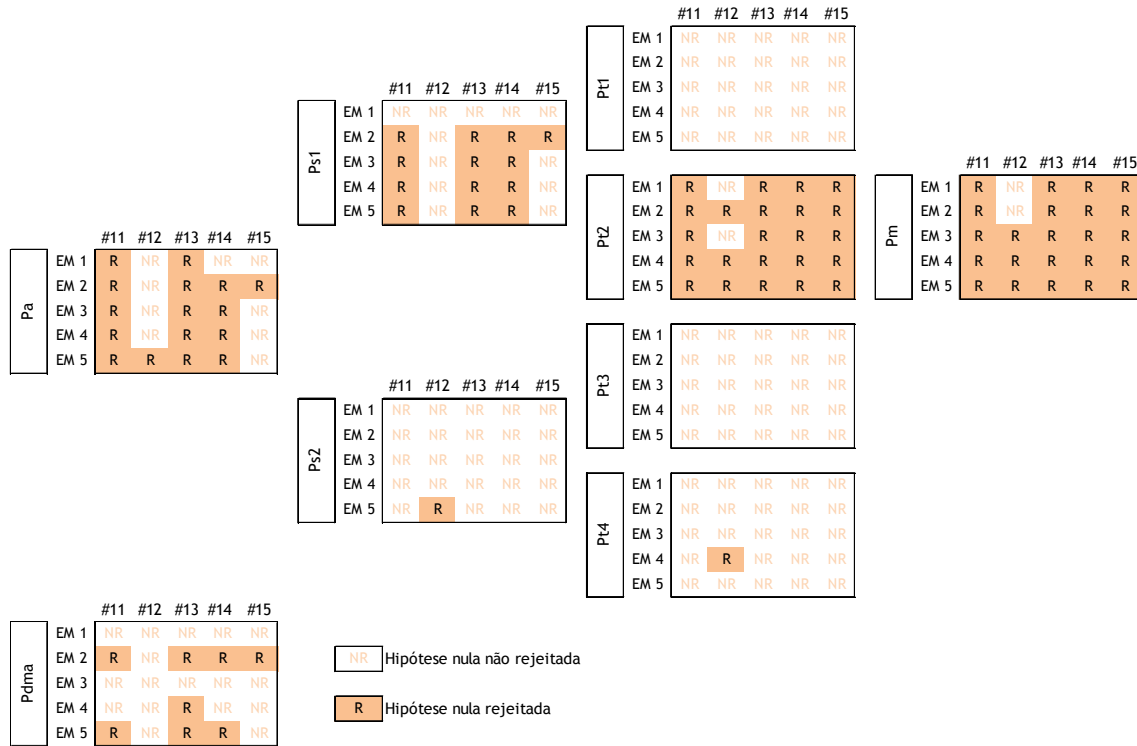 #11 #12 #13 #14 #15
Pt1
EM 1 NR NR NR NR NR
EM 2 NR NR NR NR NR
EM 3 NR NR NR NR NR
EM 4 NR NR NR NR NR
EM 5 NR NR NR NR NR
#11 #12 #13 #14 #15
Ps1
EM 1 NR NR NR NR NR
EM 2 R NR R R R
EM 3 R NR R R NR
EM 4 R NR R R NR
EM 5 R NR R R NR
Pt2
EM 1 R NR R R R
EM 2 R R R R R
EM 3 R NR R R R
EM 4 R R R R R
EM 5 R R R R R
#11 #12 #13 #14 #15
Pm
EM 1 R NR R R R
EM 2 R NR R R R
EM 3 R R R R R
EM 4 R R R R R
EM 5 R R R R R
#11 #12 #13 #14 #15
Pa
EM 1 R NR R NR NR
EM 2 R NR R R R
EM 3 R NR R R NR
EM 4 R NR R R NR
EM 5 R R R R NR
Pt3
EM 1 NR NR NR NR NR
EM 2 NR NR NR NR NR
EM 3 NR NR NR NR NR
EM 4 NR NR NR NR NR
EM 5 NR NR NR NR NR
#11 #12 #13 #14 #15
Ps2
EM 1 NR NR NR NR NR
EM 2 NR NR NR NR NR
EM 3 NR NR NR NR NR
EM 4 NR NR NR NR NR
EM 5 NR R NR NR NR
Pt4
EM 1 NR NR NR NR NR
EM 2 NR NR NR NR NR
EM 3 NR NR NR NR NR
EM 4 NR R NR NR NR
EM 5 NR NR NR NR NR
#11 #12 #13 #14 #15
Pdma
EM 1 NR NR NR NR NR
EM 2 R NR R R R
EM 3 NR NR NR NR NR
EM 4 NR NR R NR NR
EM 5 R NR R R NR
NR Hipótese nula não rejeitada
R Hipótese nula rejeitada